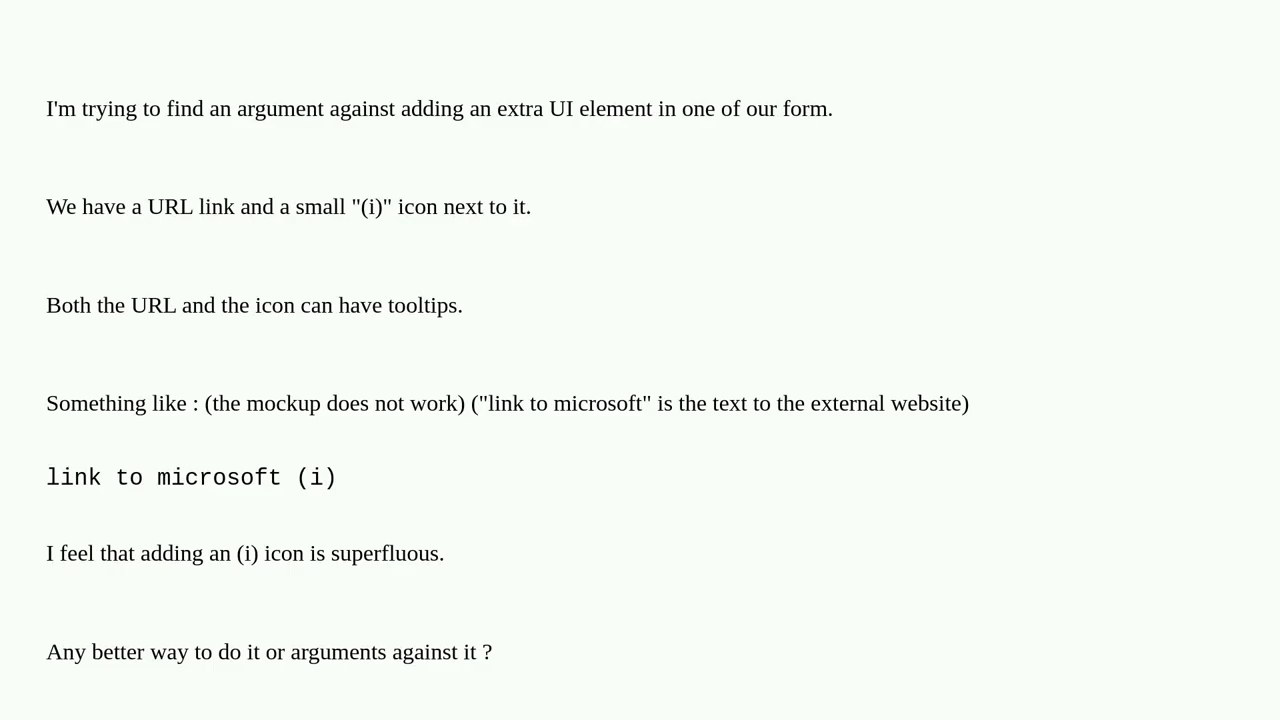 I'm trying to find an argument against adding an extra UI element in one of our form.
We have a URL link and a small "(i)" icon next to it.
Both the URL and the icon can have tooltips.
Something like : (the mockup does not work) ("link to microsoft" is the text to the external website)
link to microsoft (i)
I feel that adding an (i) icon is superfluous.
Any better way to do it or arguments against it ?